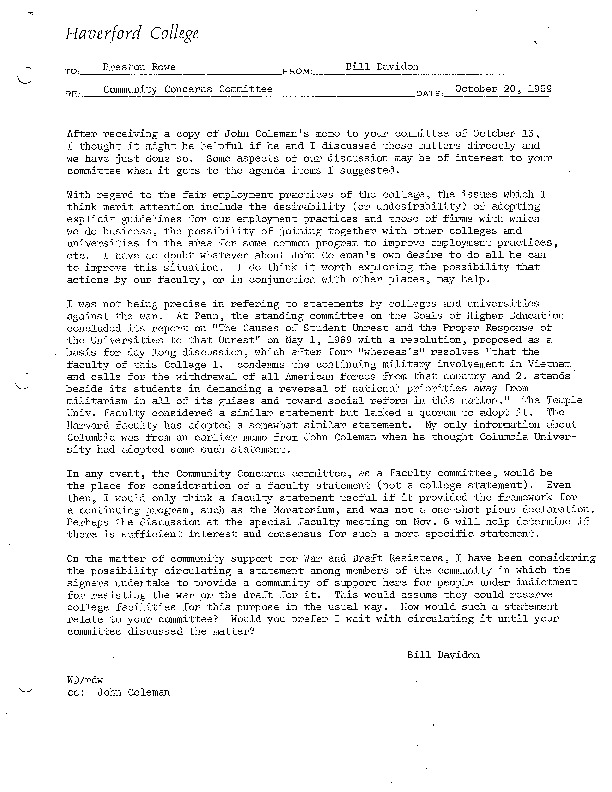 Haverford College
TO: Preston Rowe FROM: Bill Davidon
RE: Community Concerns Committee DATE: October 20, 1969
After receiving a copy of John Coleman's memo to your committee of October 16,
I thought it might be helpful if he and I discussed those matters directly and
we have just done so. Some aspects of our discussion may be of interest to your
committee when it gets to the agenda items I suggested.
With regard to the fair employment practices of the college, the issues which I
think merit attention include the desirability (or undesirability) of adopting
explicit guidelines for our employment practices and those of firms with which
we do business, the possibility of joining together with other colleges and
universities in the area for some common program to improve employment practices,
etc. I have no doubt whatever about John Coleman's own desire to do all he can
to improve this situation. I do think it worth exploring the possibility that
actions by our faculty, or in conjunction with other places, may help.
I was not being precise in refering to statements by colleges and universities
against the war. At Penn, the standing committee on the Goals of Higher Education
concluded its report on "The Causes of Student Unrest and the Proper Response of
the Universities to that Unrest" on May 1, 1969 with a resolution, proposed as a
basis for day long discussion, which after four "whereas's" resolves "that the
faculty of this College 1. condemns the continuing military involvement in Vietnam
and calls for the withdrawal of all American forces from that country and 2. stands
beside its students in demanding a reversal of national priorities away from
militarism in all of its guises and toward social reform in this nation." The Temple
Univ. faculty considered a similar statement but lacked a quorum to adopt it. The
Harvard faculty has adopted a somewhat similar statement. My only information about
Columbia was from an earlier memo from John Coleman when he thought Columbia Univer-
sity had adopted some such statement.
In any event, the Community Concerns committee, as a Faculty committee, would be
the place for consideration of a faculty statement (not a college statement). Even
then, I would only think a faculty statement useful if it provided the framework for
a continuing program, such as the Moratorium, and was not a one-shot pious declaration.
Perhaps the discussion at the special faculty meeting on Nov. 6 will help determine if
there is sufficient interest and consensus for such a more specific statement.
On the matter of community support for War and Draft Resisters, I have been considering
the possibility circulating a statement among members of the community in which the
signers undertake to provide a community of support here for people under indictment
for resisting the war or the draft for it. This would assume they could reserve
college facilities for this purpose in the usual way. How would such a statement
relate to your committee? Would you prefer I wait with circulating it until your
committee discussed the matter?
Bill Davidon
WD/rdw
cc: John Coleman